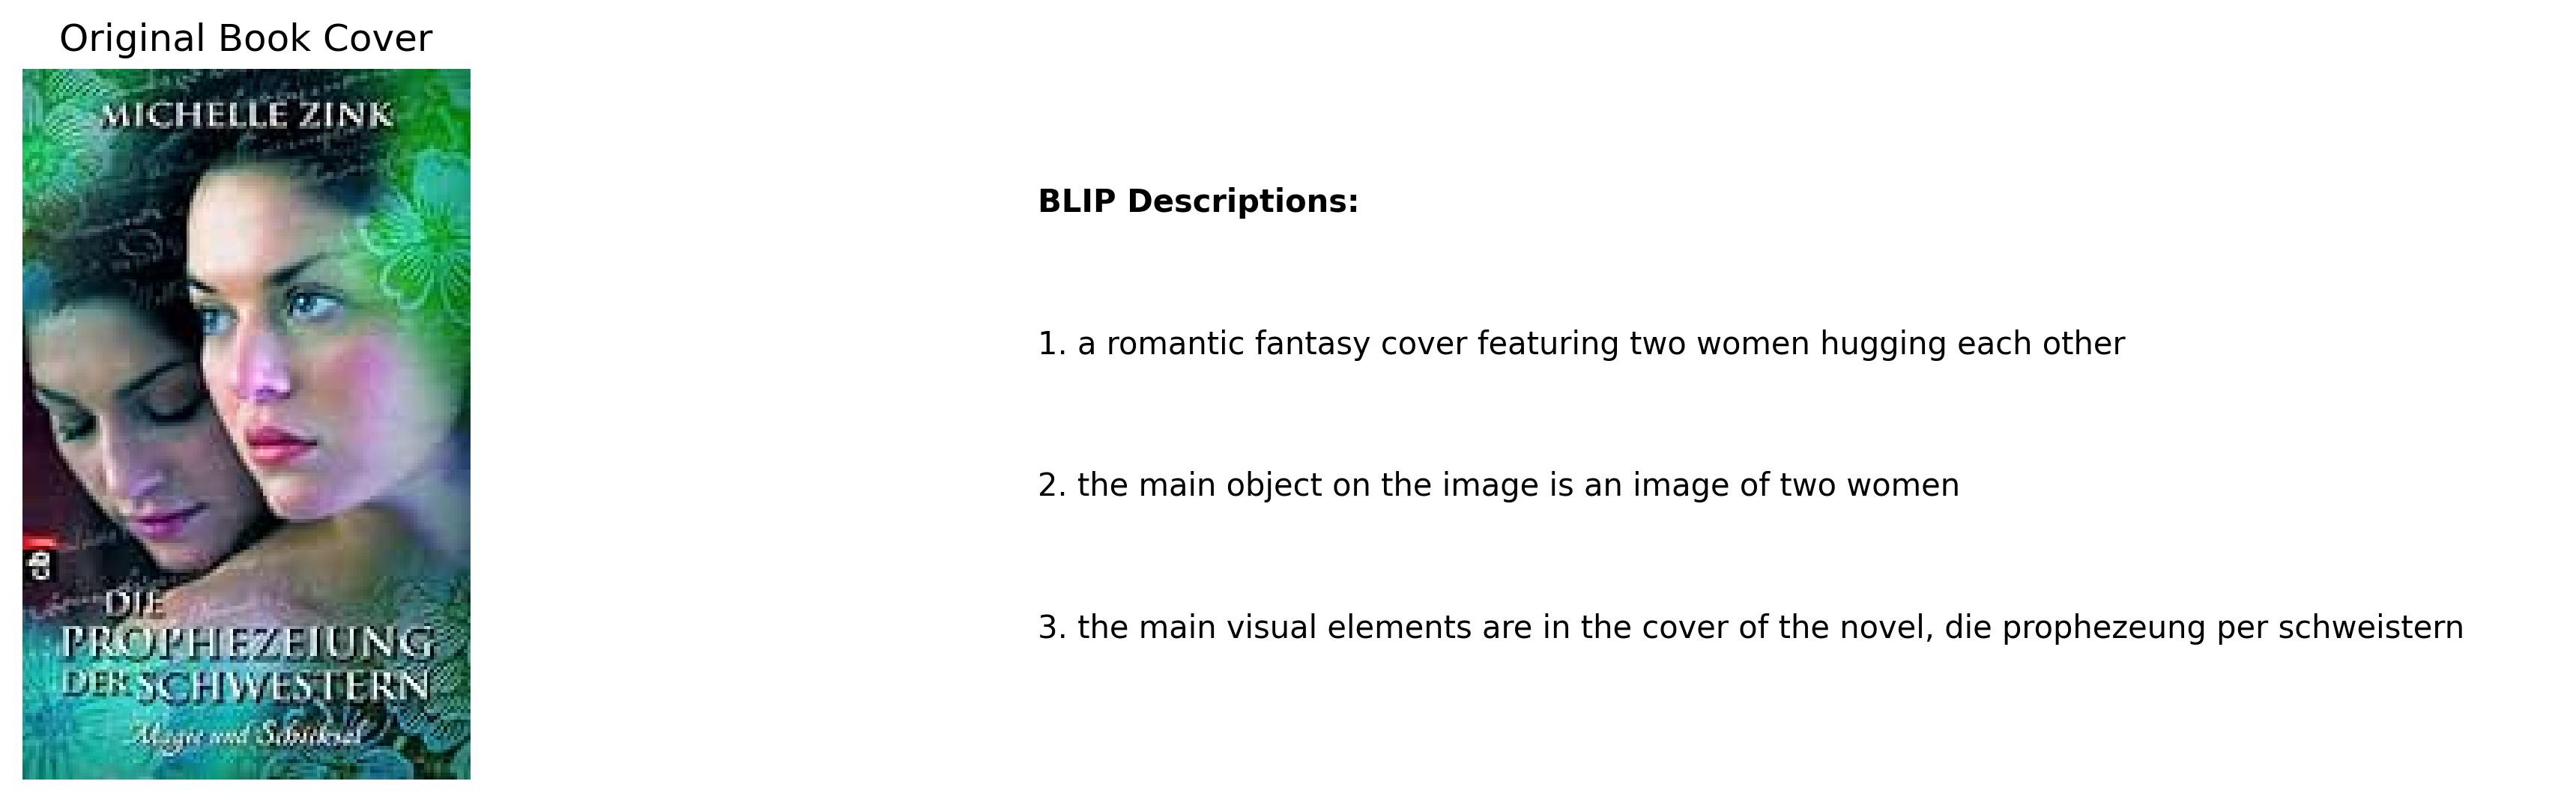 Original Book Cover
MICHELLE ZINK
cbj
DIE
PROPHEZEIUNG
DER SCHWESTERN
Magie und Schicksal
BLIP Descriptions:
1. a romantic fantasy cover featuring two women hugging each other
2. the main object on the image is an image of two women
3. the main visual elements are in the cover of the novel, die prophezeung per schweistern